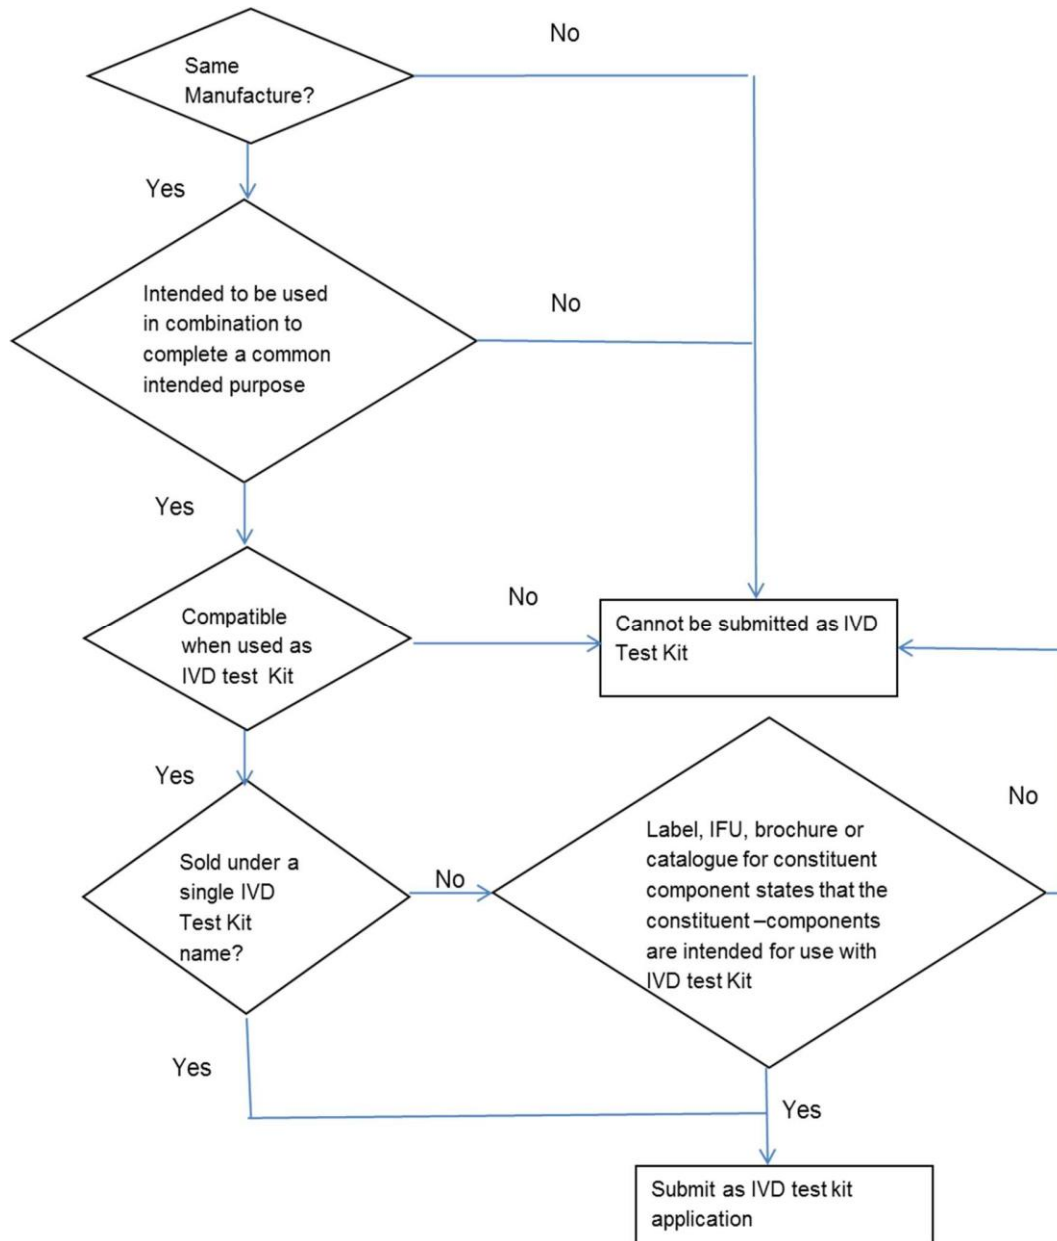 No
Same
Manufacture?
Yes
Intended to be used
in combination to
complete a common
intended purpose
No
Yes
Compatible
when used as
IVD test Kit
No
Cannot be submitted as IVD
Test Kit
Yes
Sold under a
single IVD
Test Kit
name?
No
Label, IFU, brochure or
catalogue for constituent
component states that the
constituent –components
are intended for use with
IVD test Kit
No
Yes
Yes
Submit as IVD test kit
application